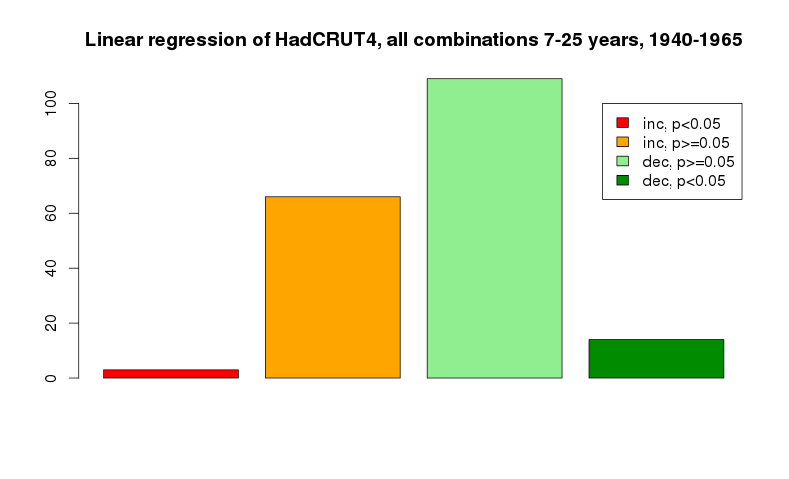 Linear regression of HadCRUT4, all combinations 7-25 years, 1940-1965
100
80
60
40
20
0
inc, p<0.05
inc, p>=0.05
dec, p>=0.05
dec, p<0.05